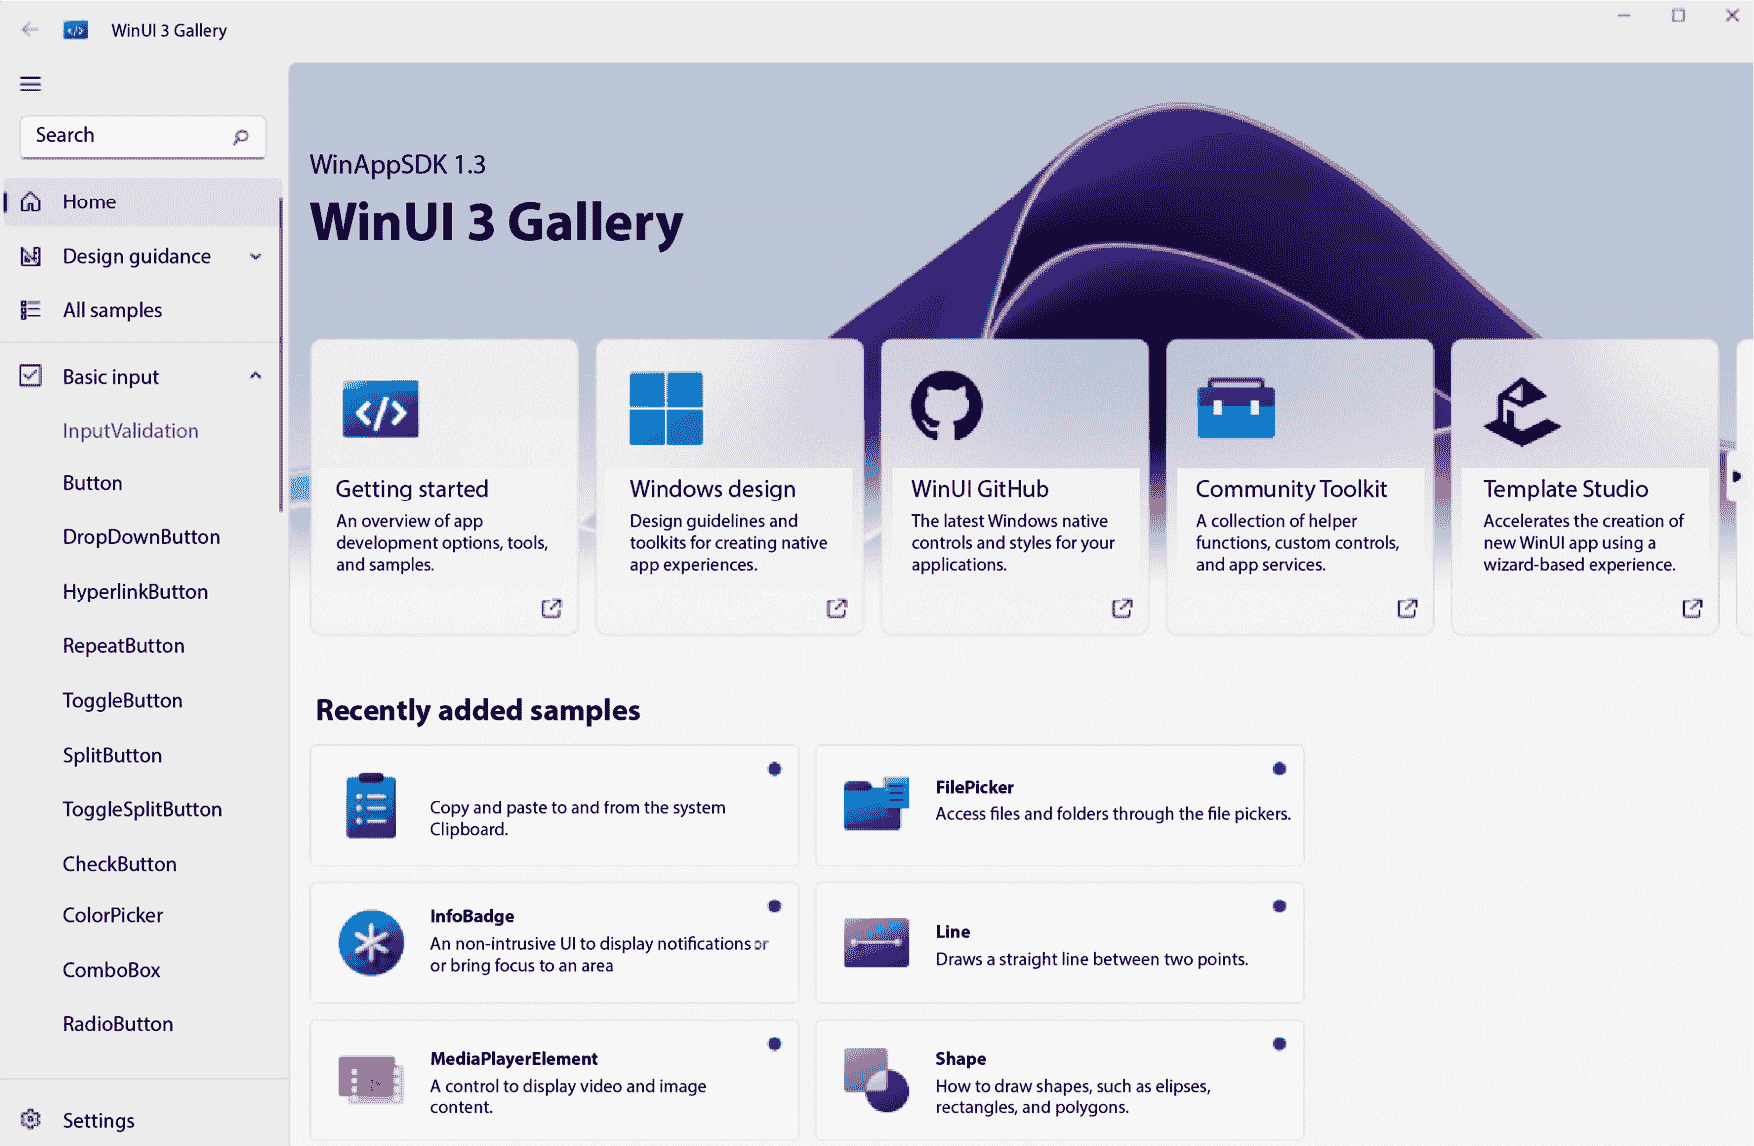 WinUI 3 Gallery
Search
Home
Design guidance
All samples
Basic input
InputValidation
Button
DropDownButton
HyperlinkButton
RepeatButton
ToggleButton
SplitButton
ToggleSplitButton
CheckButton
ColorPicker
ComboBox
RadioButton
Settings
WinAppSDK 1.3
WinUI 3 Gallery
Getting started
An overview of app
development options, tools,
and samples.
Windows design
Design guidelines and
toolkits for creating native
app experiences.
WinUI GitHub
The latest Windows native
controls and styles for your
applications.
Community Toolkit
A collection of helper
functions, custom controls,
and app services.
Template Studio
Accelerates the creation of
new WinUI app using a
wizard-based experience.
Recently added samples
Copy and paste to and from the system
Clipboard.
FilePicker
Access files and folders through the file pickers.
InfoBadge
An non-intrusive UI to display notifications or
or bring focus to an area
Line
Draws a straight line between two points.
MediaPlayerElement
A control to display video and image
content.
Shape
How to draw shapes, such as elipses,
rectangles, and polygons.